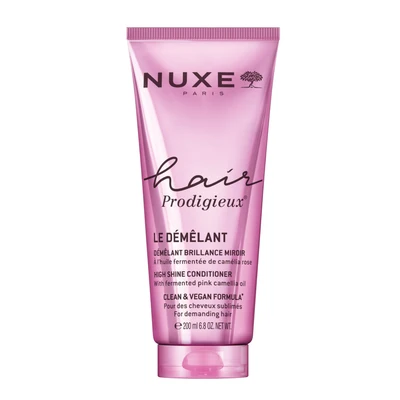 NUXE
PARIS
hair
Prodigieux®
LE DÉMÊLANT
DÉMÊLANT BRILLANCE MIROIR
À l'huile fermentée de camélia rose
HIGH SHINE CONDITIONER
With fermented pink camellia oil
CLEAN & VEGAN FORMULA*
Pour des cheveux sublimés
For demanding hair
℮ 200 ml 6.8 OZ. NET WT.